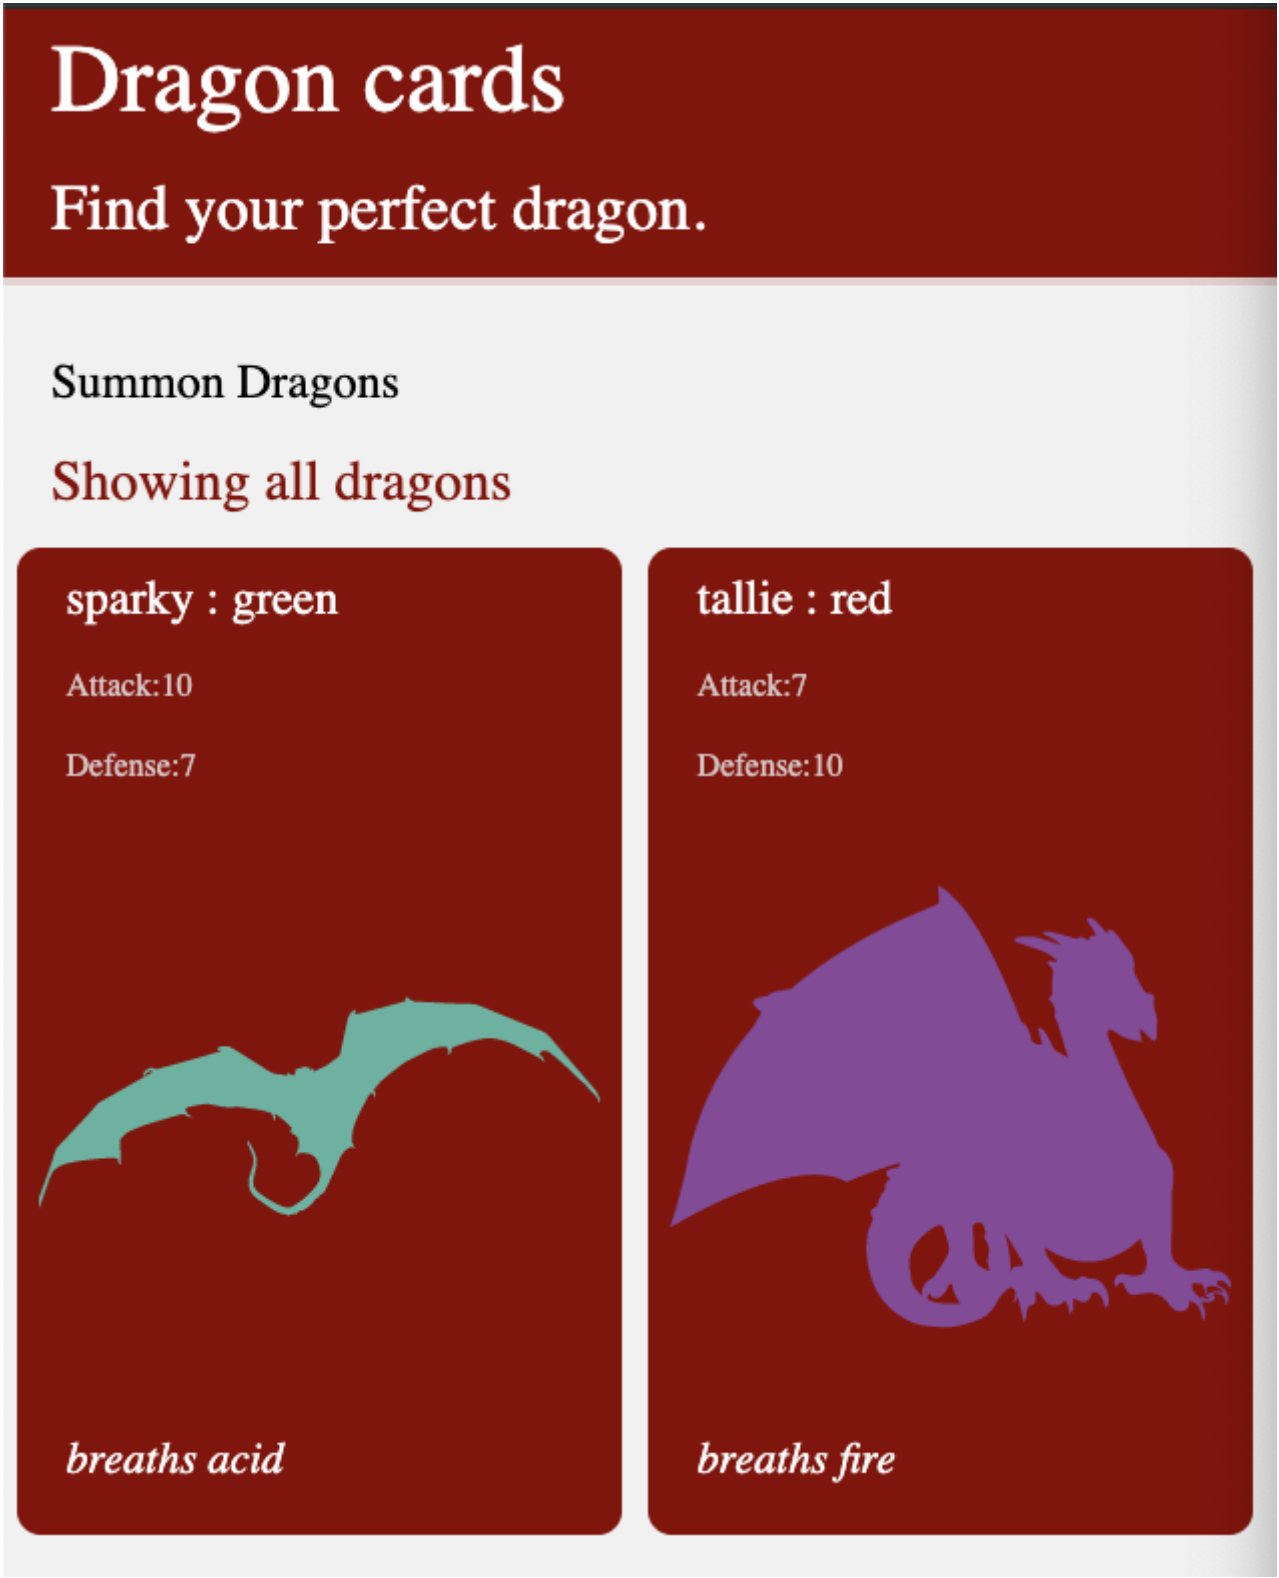 Dragon cards
Find your perfect dragon.
Summon Dragons
Showing all dragons
sparky : green
Attack:10
Defense:7
breaths acid
tallie : red
Attack:7
Defense:10
breaths fire